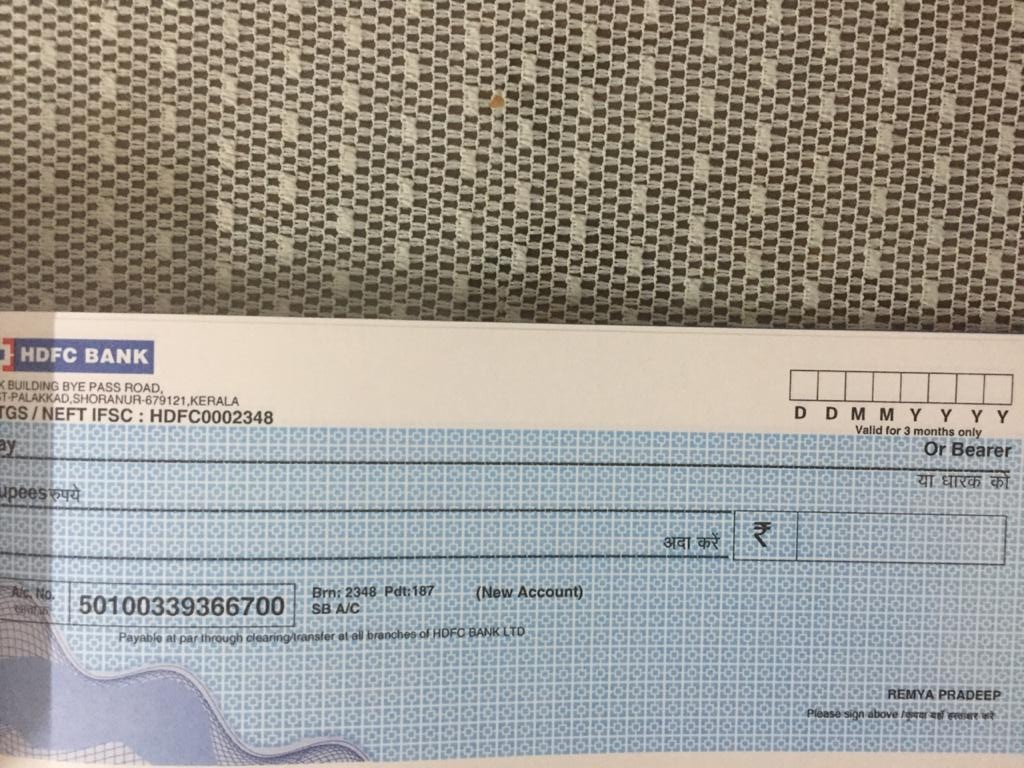 HDFC BANK
K BUILDING BYE PASS ROAD,
ST-PALAKKAD,SHORANUR-679121,KERALA
TGS / NEFT IFSC : HDFC0002348
D D M M Y Y Y Y
Valid for 3 months only
ay
Or Bearer
या धारक को
upees रुपये
अदा करें ₹
A/c. No.
50100339366700
Brn: 2348 Pdt:187 (New Account)
SB A/C
Payable at par through clearing/transfer at all branches of HDFC BANK LTD
REMYA PRADEEP
Please sign above / कृपया यहाँ हस्ताक्षर करें